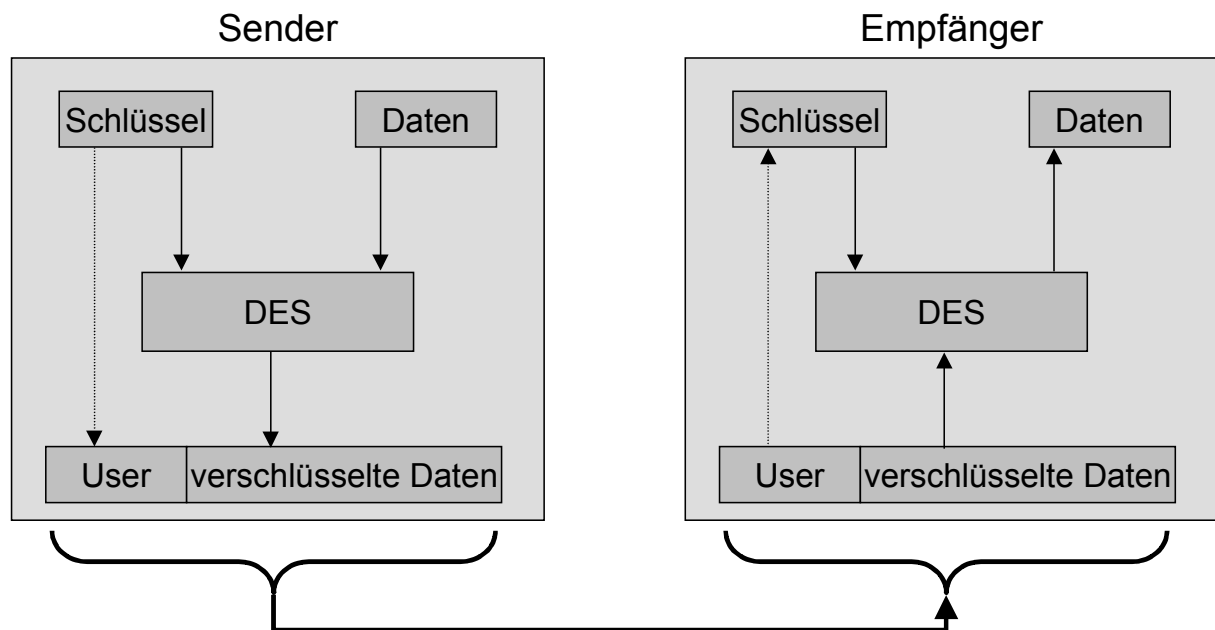 Sender
Empfänger
Schlüssel
Daten
Schlüssel
Daten
DES
DES
User
verschlüsselte Daten
User
verschlüsselte Daten